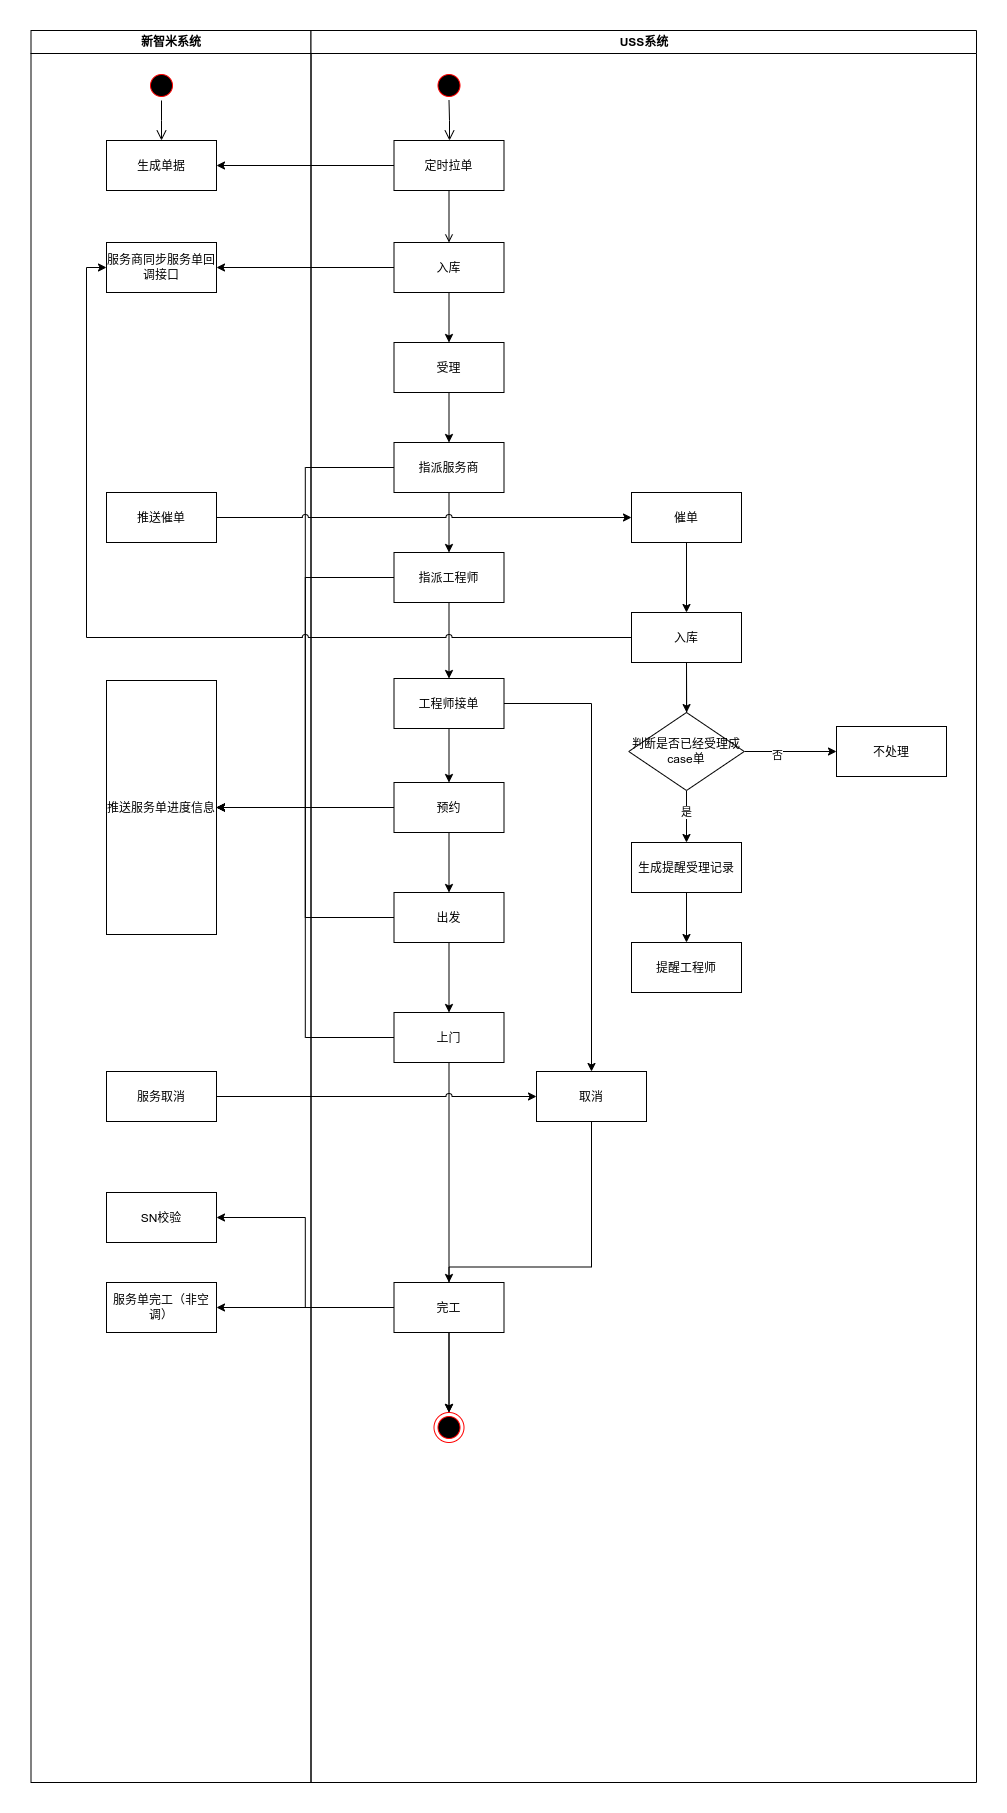 新智米系统
USS系统
生成单据
定时拉单
服务商同步服务单回
调接口
入库
受理
指派服务商
推送催单
催单
指派工程师
入库
工程师接单
判断是否已经受理成
case单
否
不处理
推送服务单进度信息
预约
是
生成提醒受理记录
出发
提醒工程师
上门
服务取消
取消
SN校验
服务单完工（非空
调）
完工